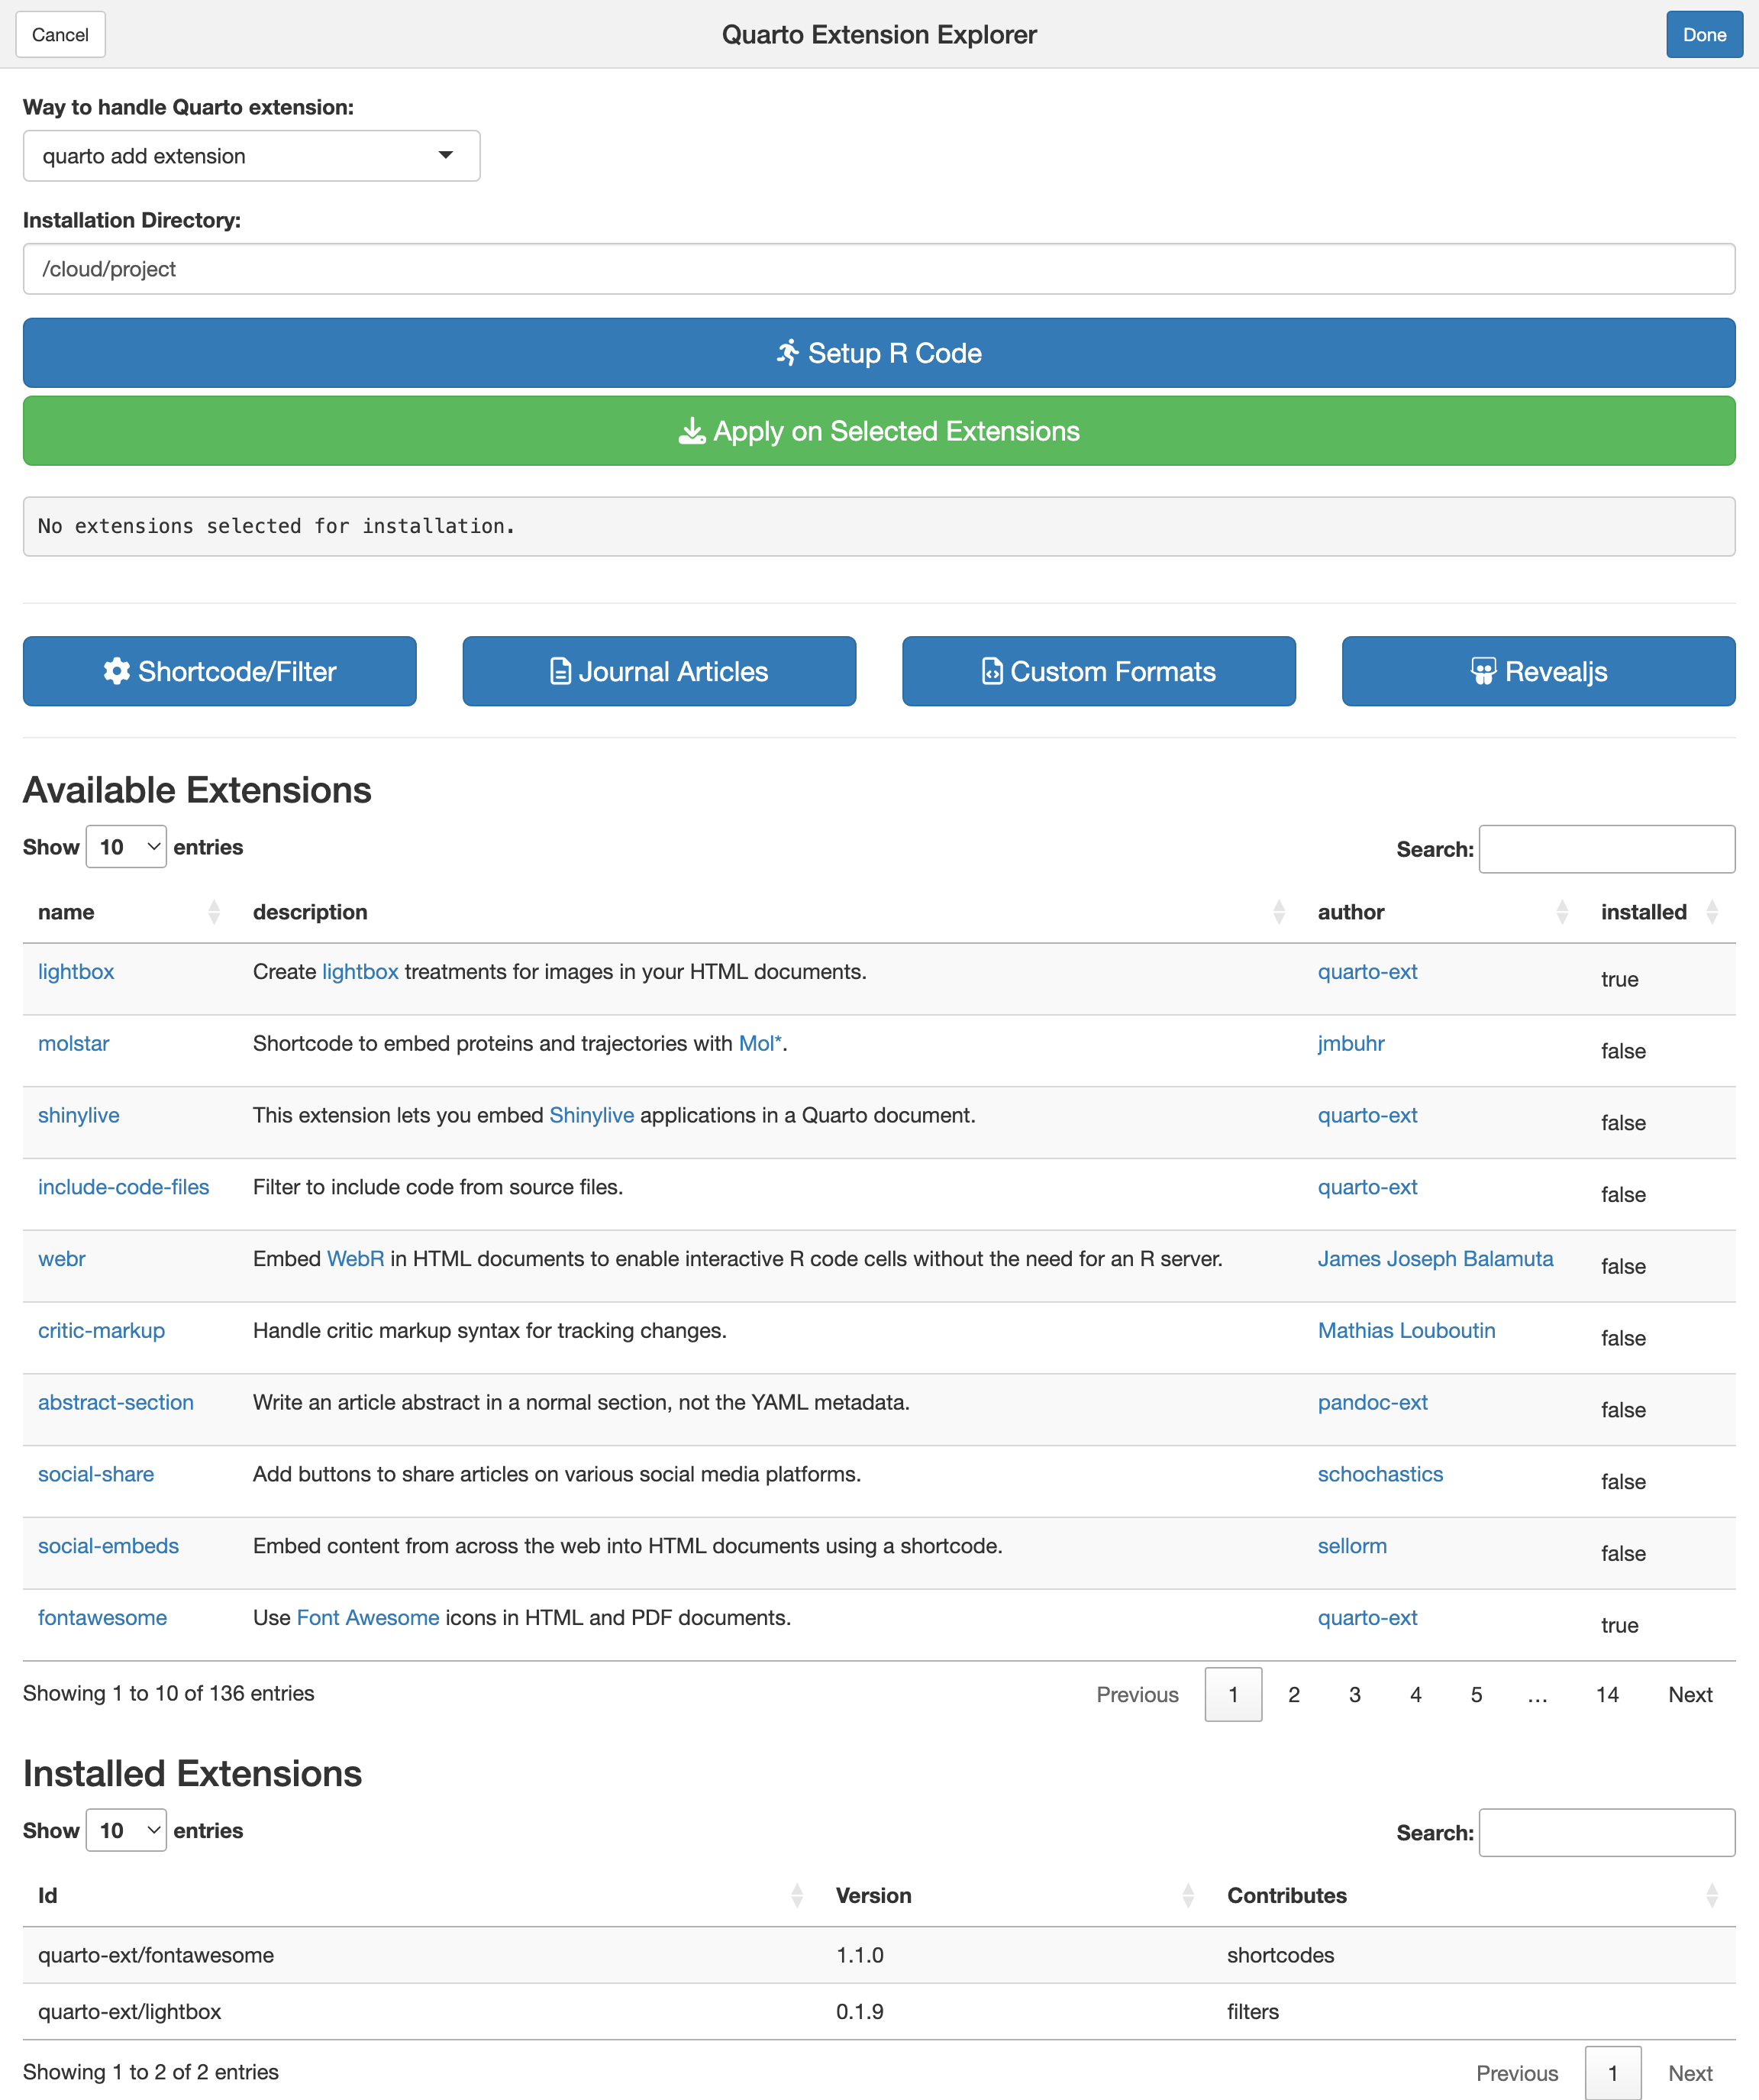 Cancel
Quarto Extension Explorer
Done
Way to handle Quarto extension:
quarto add extension
Installation Directory:
/cloud/project
Setup R Code
Apply on Selected Extensions
No extensions selected for installation.
Shortcode/Filter
Journal Articles
Custom Formats
Revealjs
Available Extensions
Show 10 entries
Search:
name description author installed
lightbox Create lightbox treatments for images in your HTML documents. quarto-ext true
molstar Shortcode to embed proteins and trajectories with Mol*. jmbuhr false
shinylive This extension lets you embed Shinylive applications in a Quarto document. quarto-ext false
include-code-files Filter to include code from source files. quarto-ext false
webr Embed WebR in HTML documents to enable interactive R code cells without the need for an R server. James Joseph Balamuta false
critic-markup Handle critic markup syntax for tracking changes. Mathias Louboutin false
abstract-section Write an article abstract in a normal section, not the YAML metadata. pandoc-ext false
social-share Add buttons to share articles on various social media platforms. schochastics false
social-embeds Embed content from across the web into HTML documents using a shortcode. sellorm false
fontawesome Use Font Awesome icons in HTML and PDF documents. quarto-ext true
Showing 1 to 10 of 136 entries
Previous 1 2 3 4 5 … 14 Next
Installed Extensions
Show 10 entries
Search:
Id Version Contributes
quarto-ext/fontawesome 1.1.0 shortcodes
quarto-ext/lightbox 0.1.9 filters
Showing 1 to 2 of 2 entries
Previous 1 Next